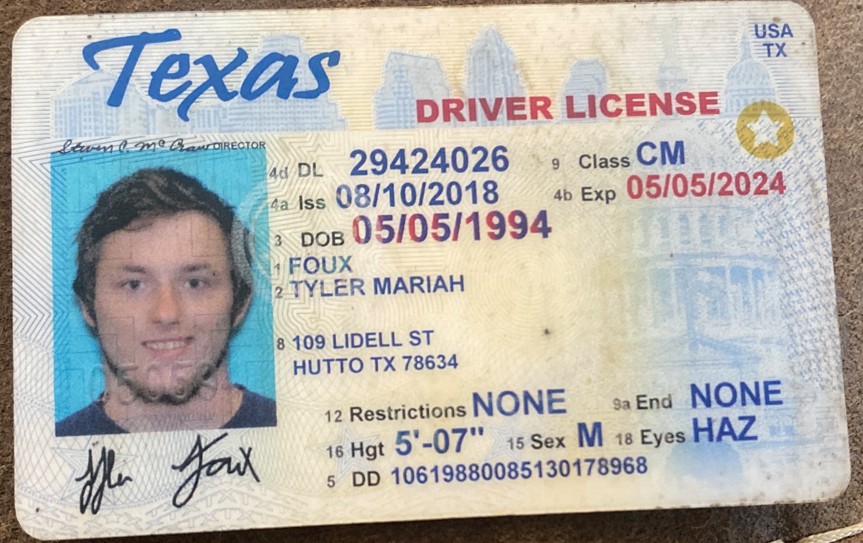 Texas
USA
TX
DRIVER LICENSE
Steven C. McCraw DIRECTOR
4d DL 29424026 9 Class CM
4a Iss 08/10/2018 4b Exp 05/05/2024
3 DOB 05/05/1994
1 FOUX
2 TYLER MARIAH
8 109 LIDELL ST
HUTTO TX 78634
12 Restrictions NONE 9a End NONE
16 Hgt 5'-07" 15 Sex M 18 Eyes HAZ
5 DD 10619880085130178968
Tyler Foux